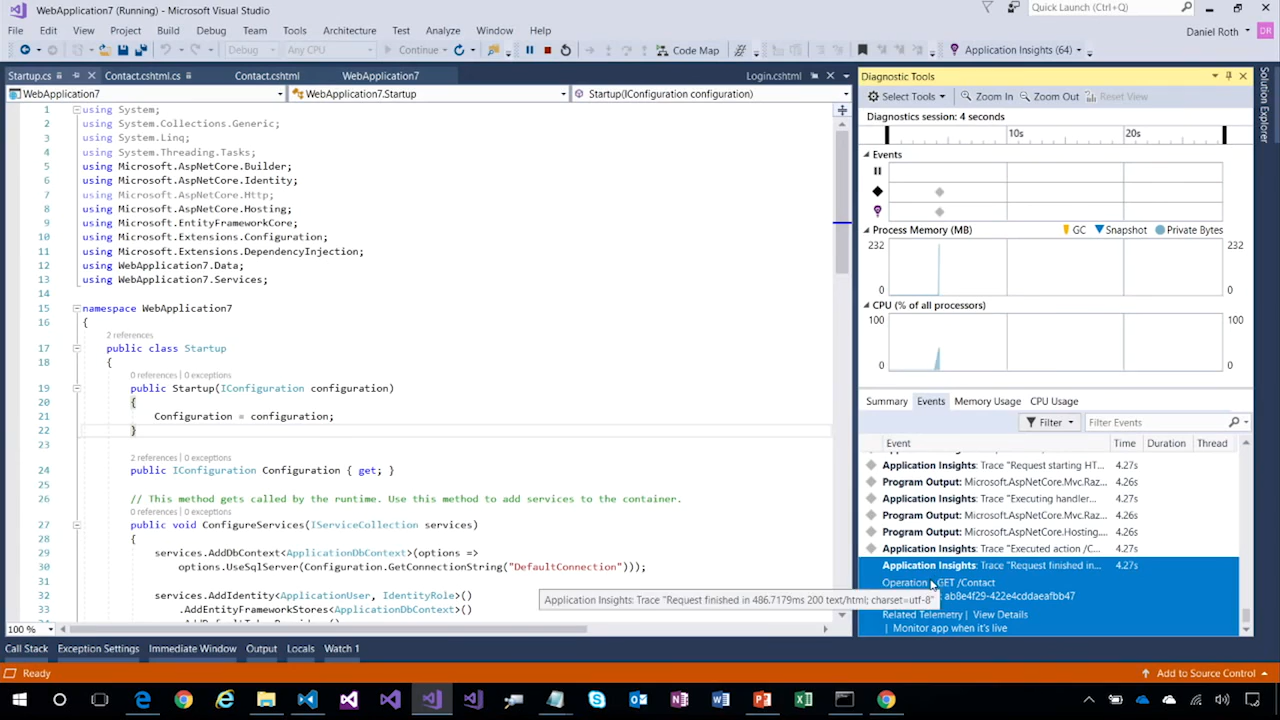 WebApplication7 (Running) - Microsoft Visual Studio
Quick Launch (Ctrl+Q)
File Edit View Project Build Debug Team Tools Architecture Test Analyze Window Help
Daniel Roth DR
Debug Any CPU Continue Code Map Application Insights (64)
Startup.cs Contact.cshtml.cs Contact.cshtml WebApplication7 Login.cshtml
WebApplication7 WebApplication7.Startup Startup(IConfiguration configuration)
1 using System;
2 using System.Collections.Generic;
3 using System.Linq;
4 using System.Threading.Tasks;
5 using Microsoft.AspNetCore.Builder;
6 using Microsoft.AspNetCore.Identity;
7 using Microsoft.AspNetCore.Http;
8 using Microsoft.AspNetCore.Hosting;
9 using Microsoft.EntityFrameworkCore;
10 using Microsoft.Extensions.Configuration;
11 using Microsoft.Extensions.DependencyInjection;
12 using WebApplication7.Data;
13 using WebApplication7.Services;
14
15 namespace WebApplication7
16 {
2 references
17 public class Startup
18 {
0 references | 0 exceptions
19 public Startup(IConfiguration configuration)
20 {
21 Configuration = configuration;
22 }
23
2 references | 0 exceptions
24 public IConfiguration Configuration { get; }
25
26 // This method gets called by the runtime. Use this method to add services to the container.
0 references | 0 exceptions
27 public void ConfigureServices(IServiceCollection services)
28 {
29 services.AddDbContext<ApplicationDbContext>(options =>
30 options.UseSqlServer(Configuration.GetConnectionString("DefaultConnection")));
31
32 services.AddIdentity<ApplicationUser, IdentityRole>()
33 .AddEntityFrameworkStores<ApplicationDbContext>()
100 %
Diagnostic Tools
Select Tools Zoom In Zoom Out Reset View
Diagnostics session: 4 seconds
10s 20s
Events
Process Memory (MB) GC Snapshot Private Bytes
232 232
0 0
CPU (% of all processors)
100 100
0 0
Summary Events Memory Usage CPU Usage
Filter Filter Events
Event Time Duration Thread
Application Insights: Trace "Request starting HT... 4.27s
Program Output: Microsoft.AspNetCore.Mvc.Raz... 4.26s
Application Insights: Trace "Executing handler... 4.27s
Program Output: Microsoft.AspNetCore.Mvc.Raz... 4.26s
Program Output: Microsoft.AspNetCore.Hosting... 4.26s
Application Insights: Trace "Executed action /C... 4.27s
Application Insights: Trace "Request finished in... 4.27s
Operation GET /Contact
ab8e4f29-422e4cddaeafbb47
Related Telemetry | View Details
| Monitor app when it's live
Application Insights: Trace "Request finished in 486.7179ms 200 text/html; charset=utf-8"
Solution Explorer
Call Stack Exception Settings Immediate Window Output Locals Watch 1
Ready Add to Source Control